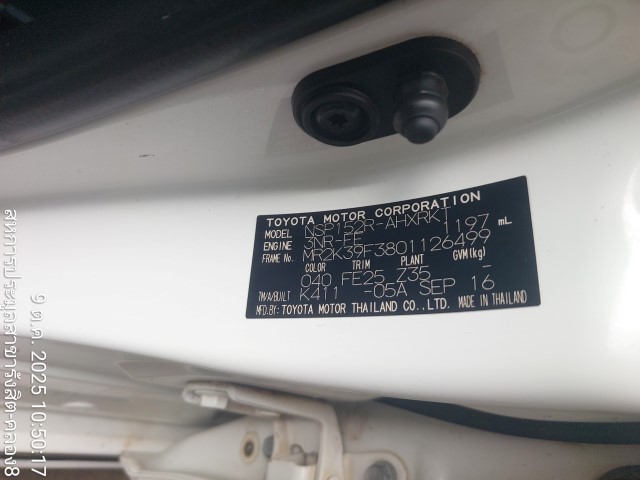 TOYOTA MOTOR CORPORATION
MODEL NSP152R-AHXRKT
ENGINE 3NR-FE 1197 mL
FRAME No. MR2K39F3801126499
COLOR TRIM PLANT GVM(kg)
040 FE25 Z35 -
TM/A/BUILT K411 -05A SEP 16
MFD.BY: TOYOTA MOTOR THAILAND CO.,LTD. MADE IN THAILAND
9 ต.ค. 2025 10:50:17